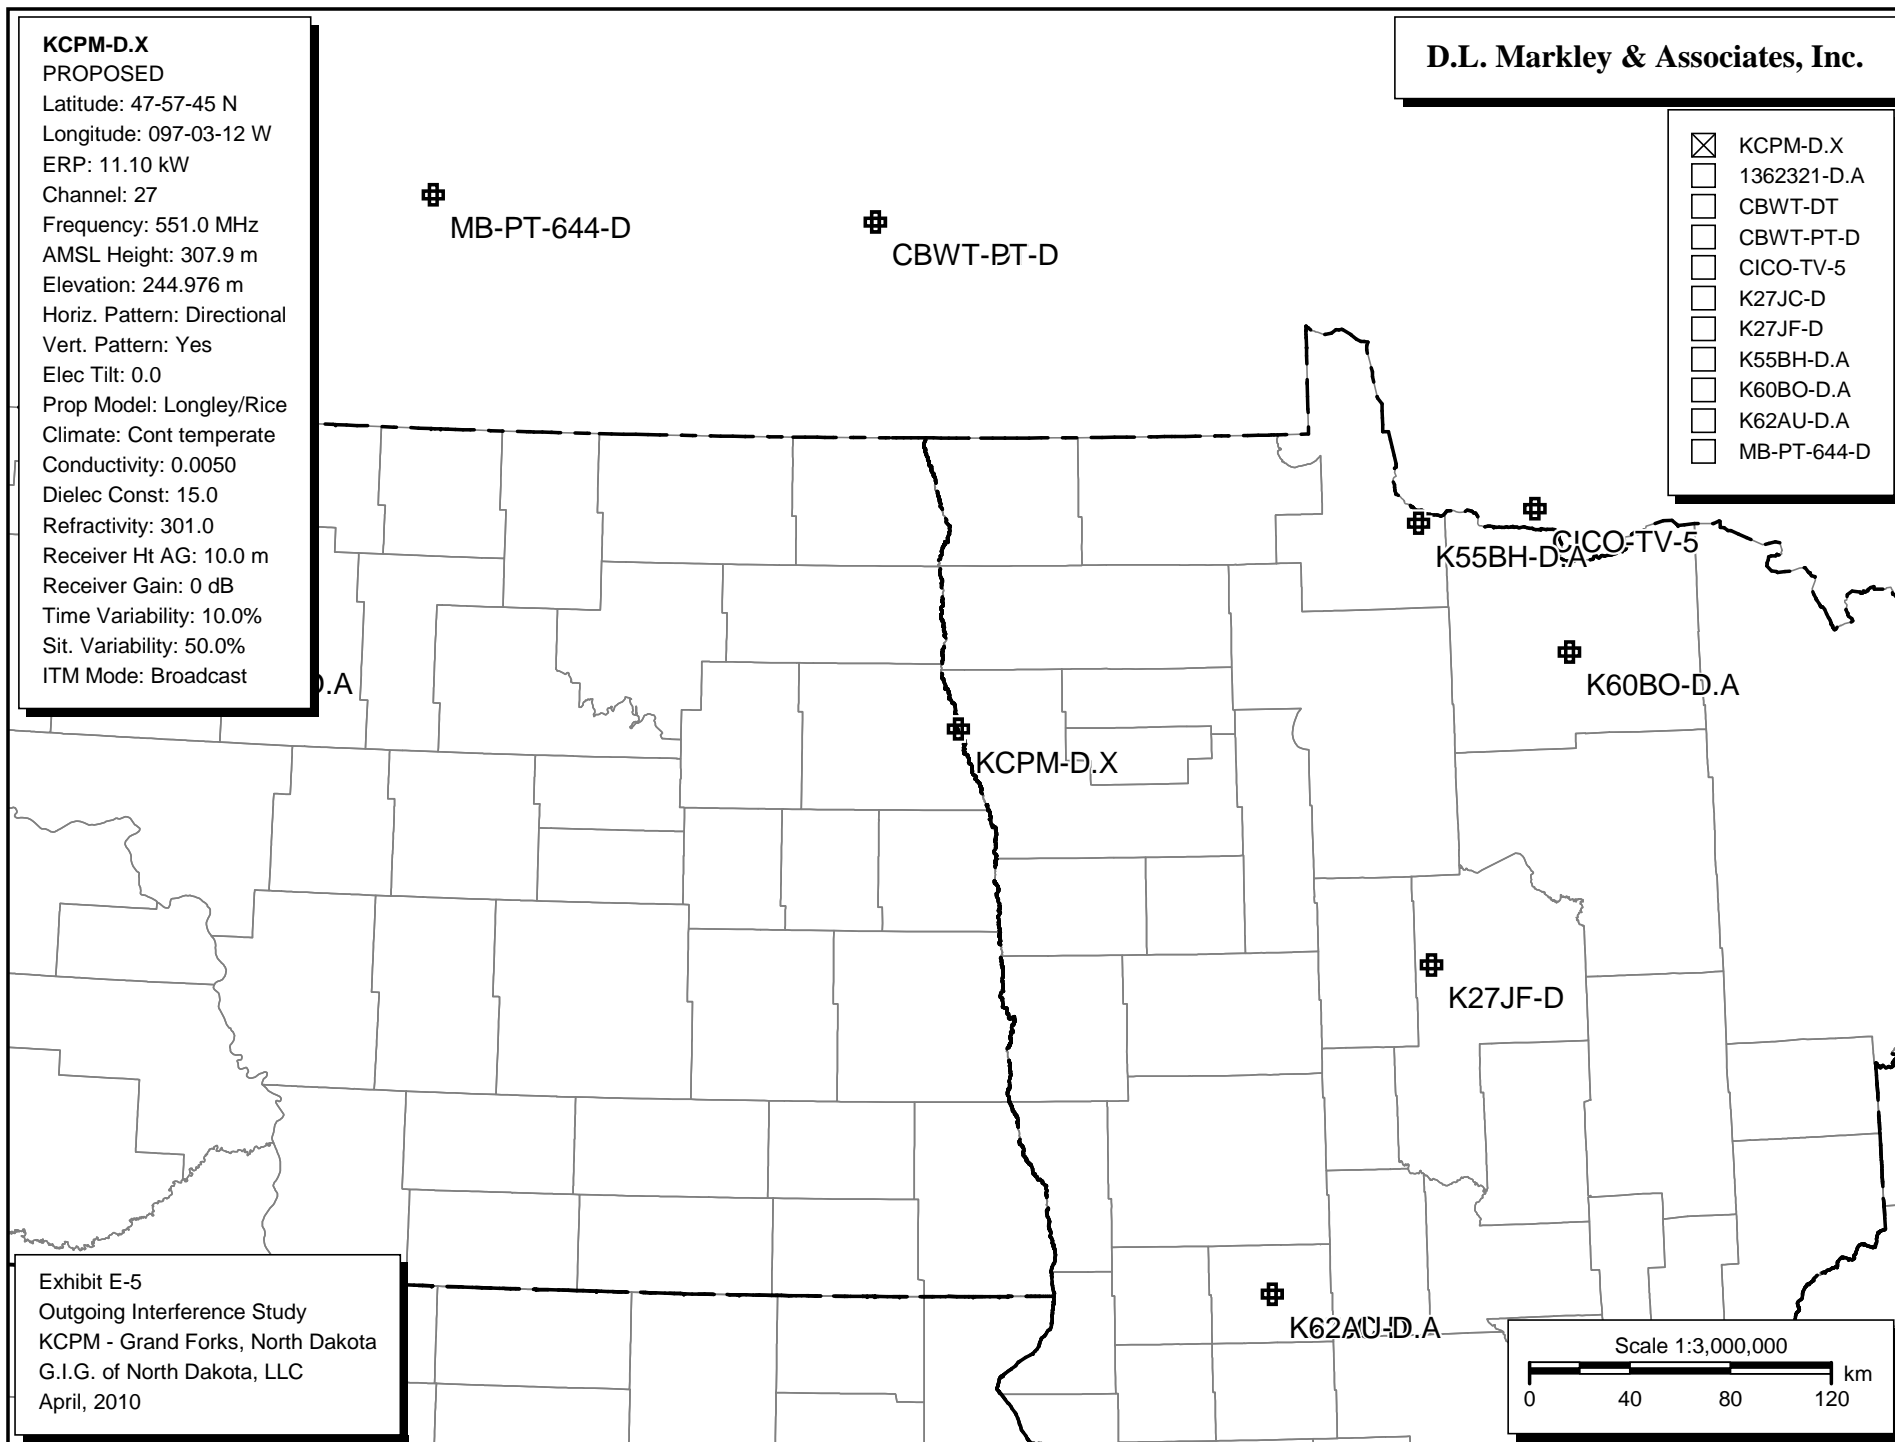 KCPM-D.X
PROPOSED
Latitude: 47-57-45 N
Longitude: 097-03-12 W
ERP: 11.10 kW
Channel: 27
Frequency: 551.0 MHz
AMSL Height: 307.9 m
Elevation: 244.976 m
Horiz. Pattern: Directional
Vert. Pattern: Yes
Elec Tilt: 0.0
Prop Model: Longley/Rice
Climate: Cont temperate
Conductivity: 0.0050
Dielec Const: 15.0
Refractivity: 301.0
Receiver Ht AG: 10.0 m
Receiver Gain: 0 dB
Time Variability: 10.0%
Sit. Variability: 50.0%
ITM Mode: Broadcast
D.L. Markley & Associates, Inc.
KCPM-D.X
1362321-D.A
CBWT-DT
CBWT-PT-D
CICO-TV-5
K27JC-D
K27JF-D
K55BH-D.A
K60BO-D.A
K62AU-D.A
MB-PT-644-D
MB-PT-644-D
CBWT-PT-D
CICO-TV-5
K55BH-D.A
K60BO-D.A
.A
KCPM-D.X
K27JF-D
K62AU-D.A
Exhibit E-5
Outgoing Interference Study
KCPM - Grand Forks, North Dakota
G.I.G. of North Dakota, LLC
April, 2010
Scale 1:3,000,000
km
0 40 80 120